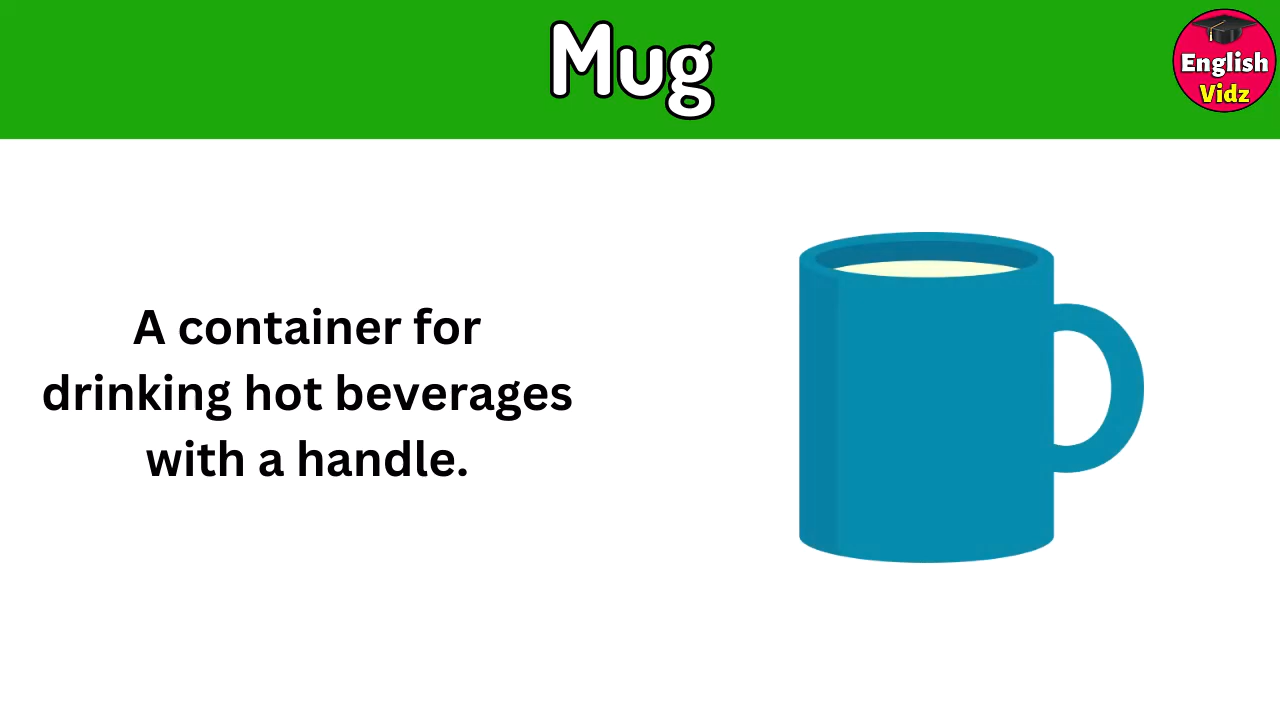 Mug
English
Vidz
A container for
drinking hot beverages
with a handle.